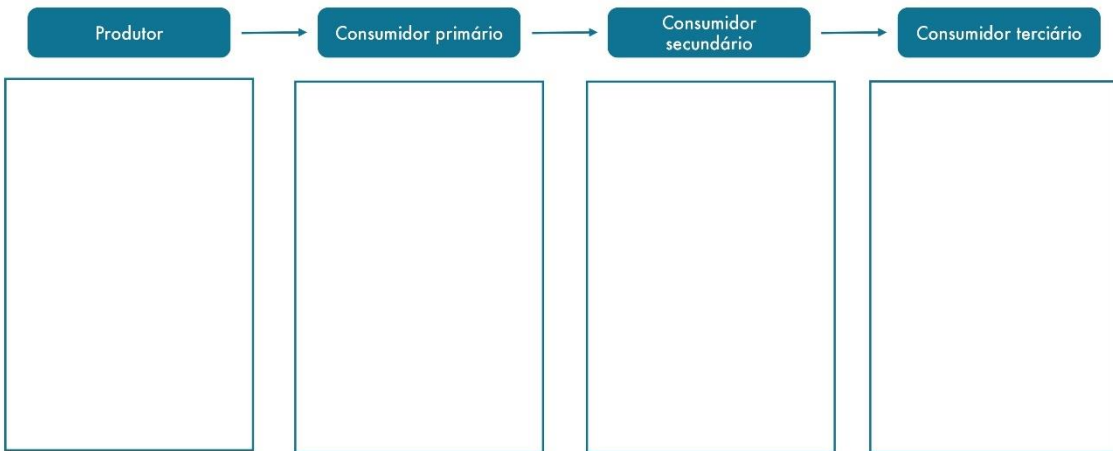 Produtor
Consumidor primário
Consumidor
secundário
Consumidor terciário